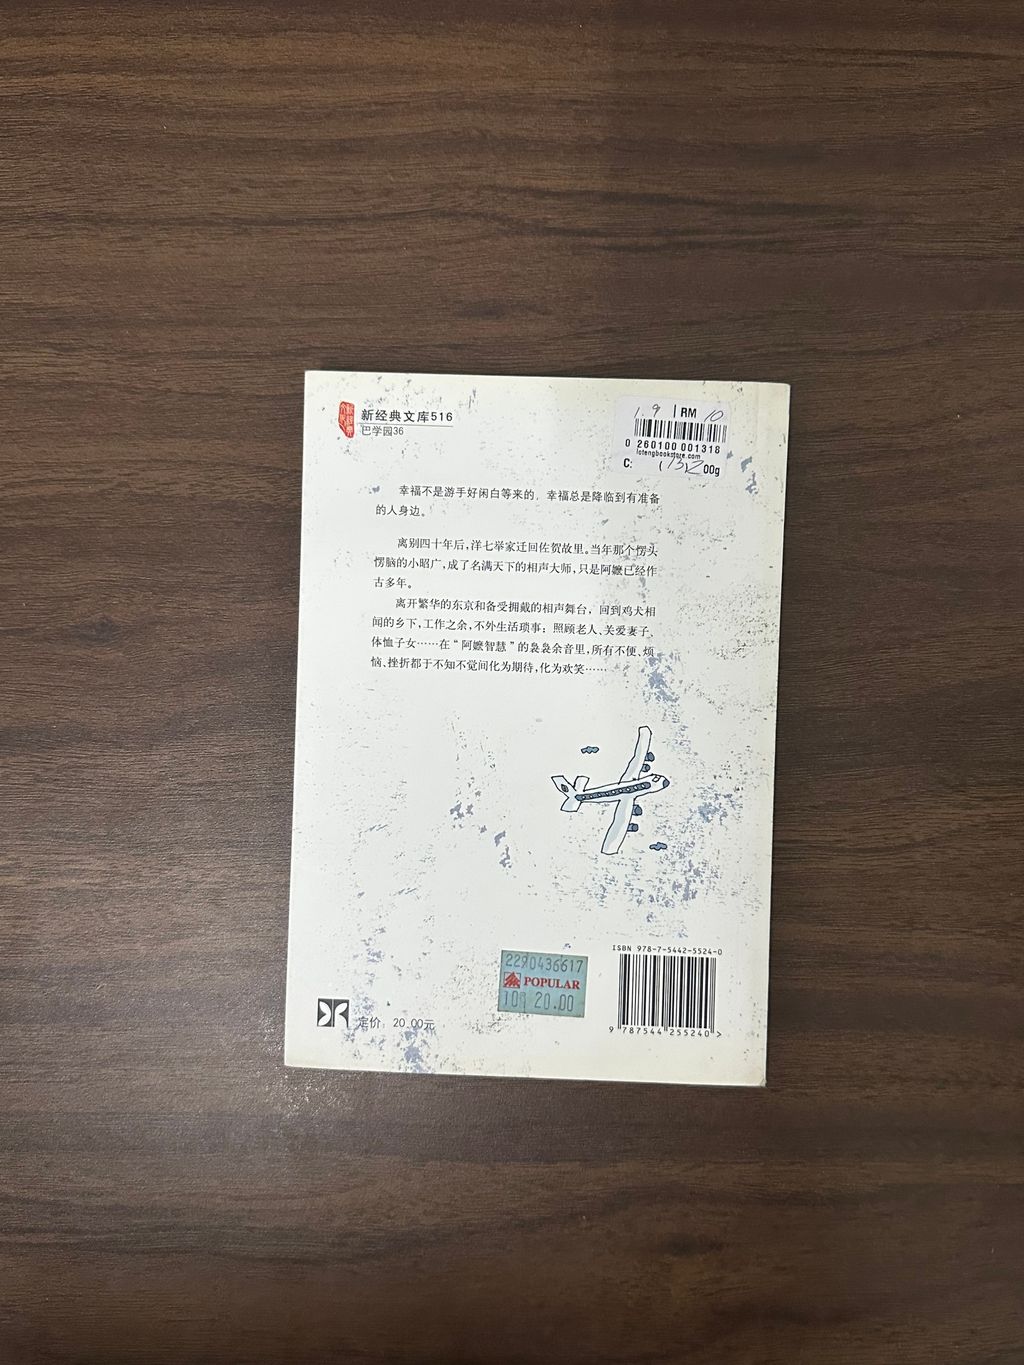 新经典文库516
巴学园36
1.9 RM 10
0 260100 001318
lotengbookstore.com
C: 00g
幸福不是游手好闲白等来的，幸福总是降临到有准备
的人身边。
离别四十年后，洋七举家迁回佐贺故里。当年那个愣头
愣脑的小昭广，成了名满天下的相声大师，只是阿嬷已经作
古多年。
离开繁华的东京和备受拥戴的相声舞台，回到鸡犬相
闻的乡下，工作之余，不外生活琐事：照顾老人、关爱妻子、
体恤子女……在“阿嬷智慧”的袅袅余音里，所有不便、烦
恼、挫折都于不知不觉间化为期待，化为欢笑……
ISBN 978-7-5442-5524-0
2290436617
POPULAR
20.00
9 787544 255240 >
定价 20.00元